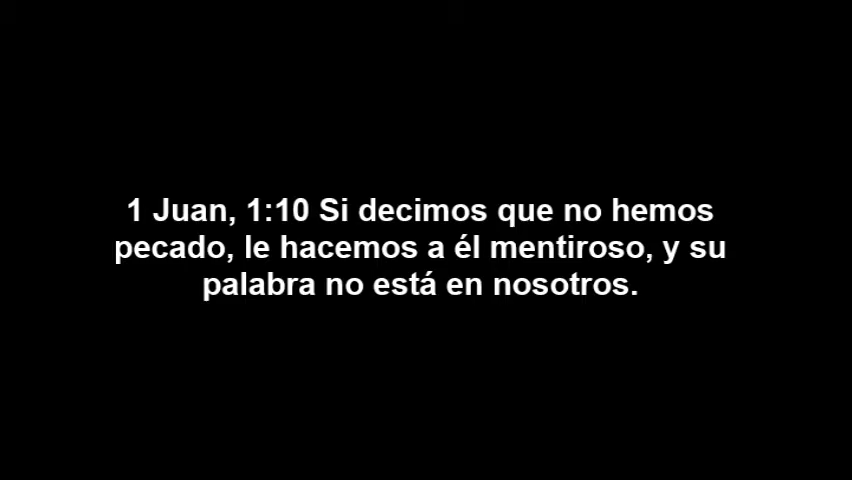 1 Juan, 1:10 Si decimos que no hemos
pecado, le hacemos a él mentiroso, y su
palabra no está en nosotros.